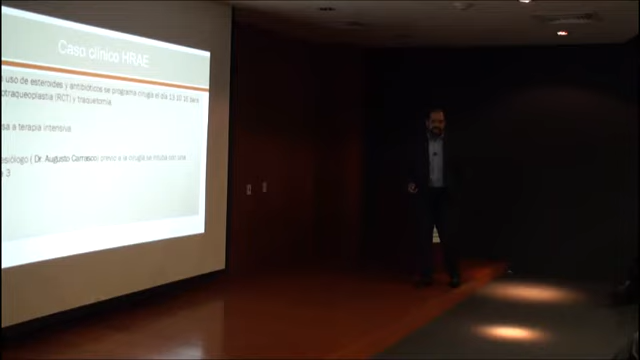 Caso clínico HRAE
uso de esteroides y antibióticos se programa cirugía el día 13 10 16 para
otraqueoplastia (RCT) y traqueotomía.
sa a terapia intensiva
esiólogo ( Dr. Augusto Carrasco) previo a la cirugía se intuba con una
3